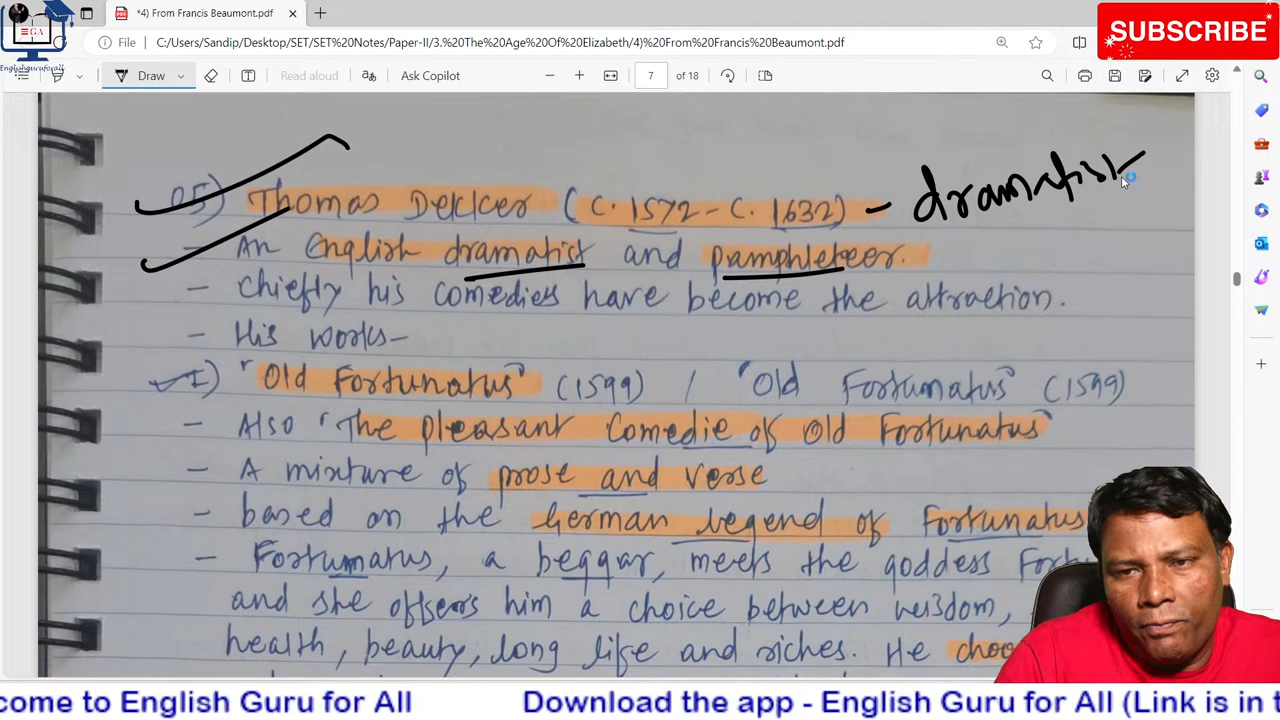 *4) From Francis Beaumont.pdf
SUBSCRIBE
EGA
Englishguruforall
File
C:/Users/Sandip/Desktop/SET/SET%20Notes/Paper-II/3.%20The%20Age%20Of%20Elizabeth/4)%20From%20Francis%20Beaumont.pdf
Draw
Read aloud
Ask Copilot
7 of 18
05) Thomas Dekker (c. 1572 - c. 1632) - dramatist
- An English dramatist and pamphleteer.
- chiefly his comedies have become the attraction.
- His works-
I) "Old Fortunatus" (1599) / "Old Fortunatus" (1599)
- Also "The pleasant Comedie of Old Fortunatus"
- A mixture of prose and verse
- based on the German legend of Fortunatus
- Fortunatus, a beggar, meets the goddess
and she offers him a choice between wisdom,
health, beauty, long life and riches. He
come to English Guru for All Download the app - English Guru for All (Link is in t